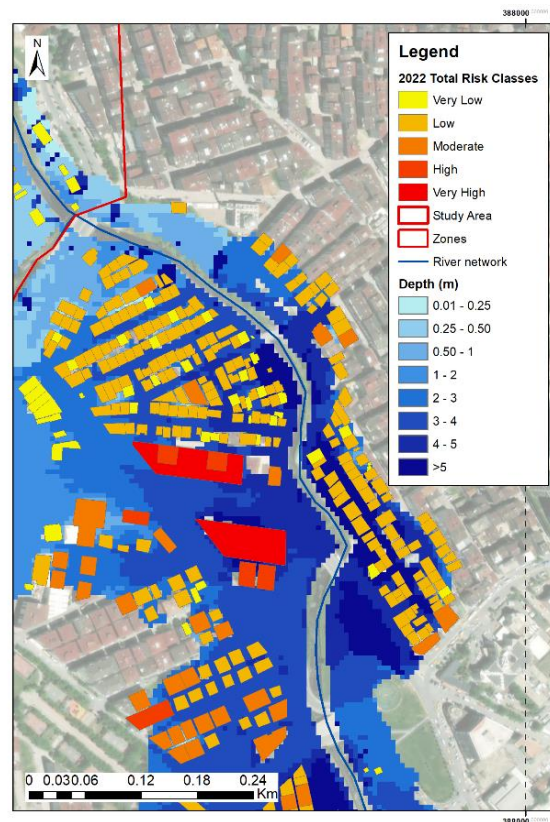 388000
N
Legend
2022 Total Risk Classes
Very Low
Low
Moderate
High
Very High
Study Area
Zones
River network
Depth (m)
0.01 - 0.25
0.25 - 0.50
0.50 - 1
1 - 2
2 - 3
3 - 4
4 - 5
>5
0 0.03 0.06 0.12 0.18 0.24
Km
388000